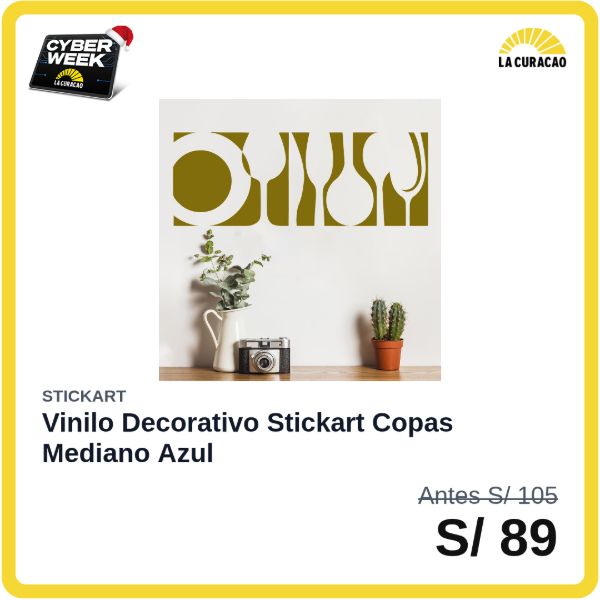 CYBER
WEEK
LA CURACAO
LA CURACAO
STICKART
Vinilo Decorativo Stickart Copas
Mediano Azul
Antes S/ 105
S/ 89